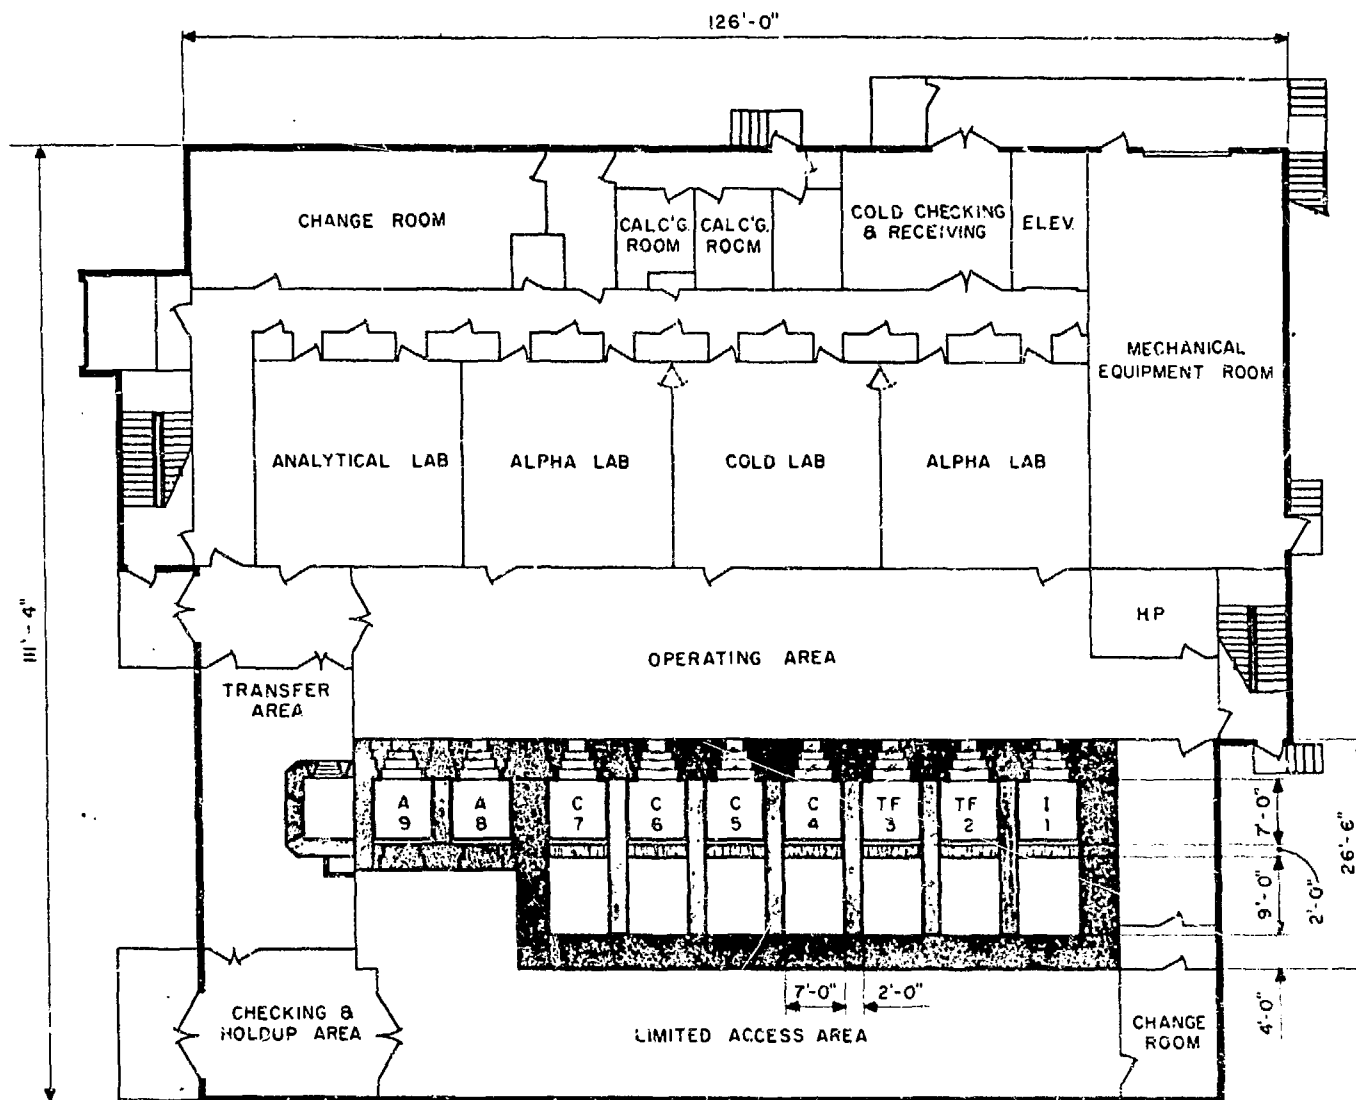 126'-0"
CHANGE ROOM
CALC'G.
ROOM
CALC'G.
ROOM
COLD CHECKING
& RECEIVING
ELEV.
MECHANICAL
EQUIPMENT ROOM
ANALYTICAL LAB
ALPHA LAB
COLD LAB
ALPHA LAB
111'-4"
HP
OPERATING AREA
TRANSFER
AREA
A
9
A
8
C
7
C
6
C
5
C
4
TF
3
TF
2
I
1
7'-0"
26'-6"
9'-0"
2'-0"
7'-0"
2'-0"
4'-0"
CHECKING &
HOLDUP AREA
LIMITED ACCESS AREA
CHANGE
ROOM